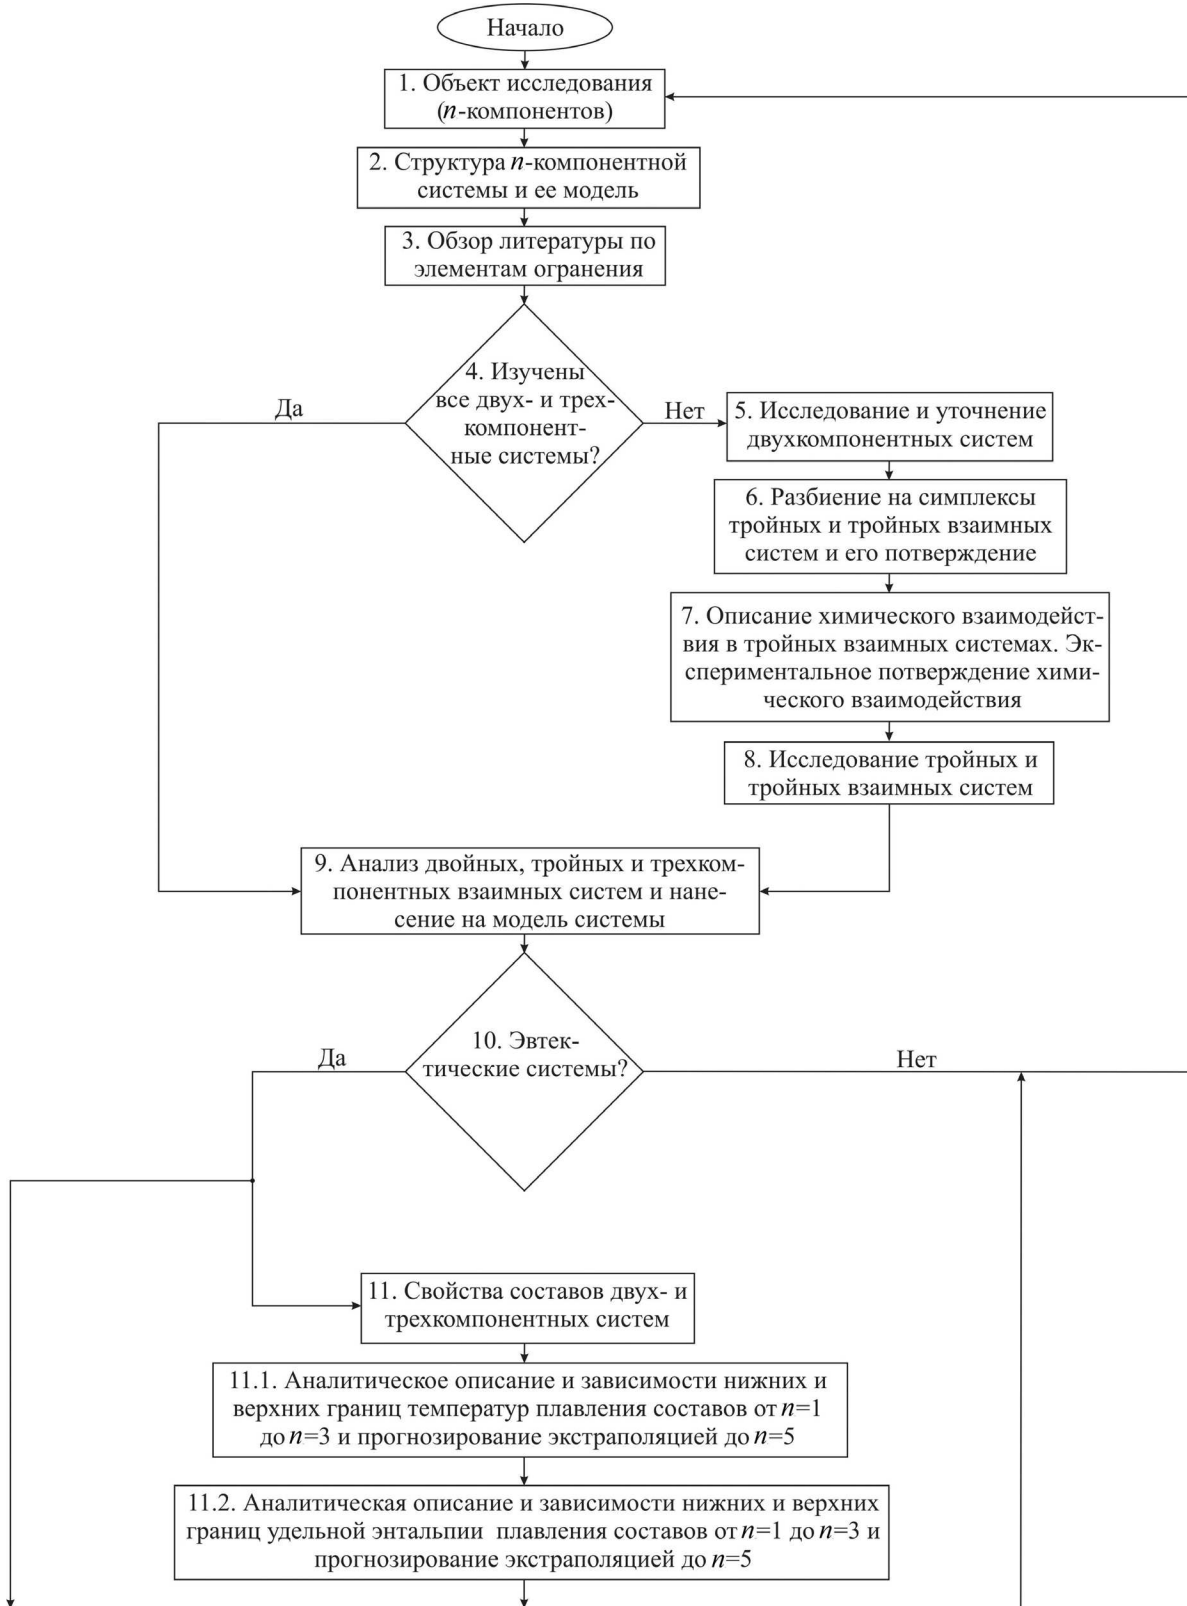 Начало
1. Объект исследования
(n-компонентов)
2. Структура n-компонентной
системы и ее модель
3. Обзор литературы по
элементам огранения
4. Изучены
все двух- и трех-
компонент-
ные системы?
Да
Нет
5. Исследование и уточнение
двухкомпонентных систем
6. Разбиение на симплексы
тройных и тройных взаимных
систем и его потверждение
7. Описание химического взаимодейст-
вия в тройных взаимных системах. Эк-
спериментальное потверждение хими-
ческого взаимодействия
8. Исследование тройных и
тройных взаимных систем
9. Анализ двойных, тройных и трехком-
понентных взаимных систем и нане-
сение на модель системы
10. Эвтек-
тические системы?
Да
Нет
11. Свойства составов двух- и
трехкомпонентных систем
11.1. Аналитическое описание и зависимости нижних и
верхних границ температур плавления составов от n=1
до n=3 и прогнозирование экстраполяцией до n=5
11.2. Аналитическая описание и зависимости нижних и верхних
границ удельной энтальпии плавления составов от n=1 до n=3 и
прогнозирование экстраполяцией до n=5